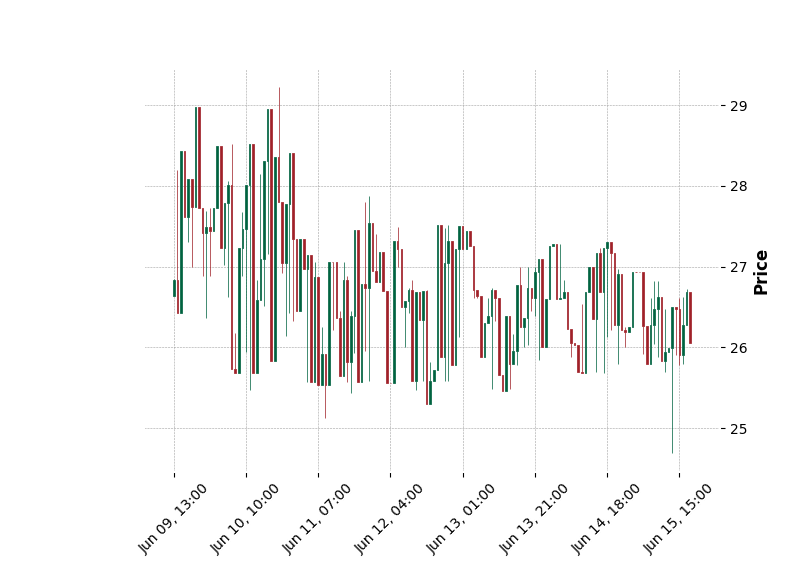 29
28
27
26
25
Price
Jun 09, 13:00
Jun 10, 10:00
Jun 11, 07:00
Jun 12, 04:00
Jun 13, 01:00
Jun 13, 21:00
Jun 14, 18:00
Jun 15, 15:00